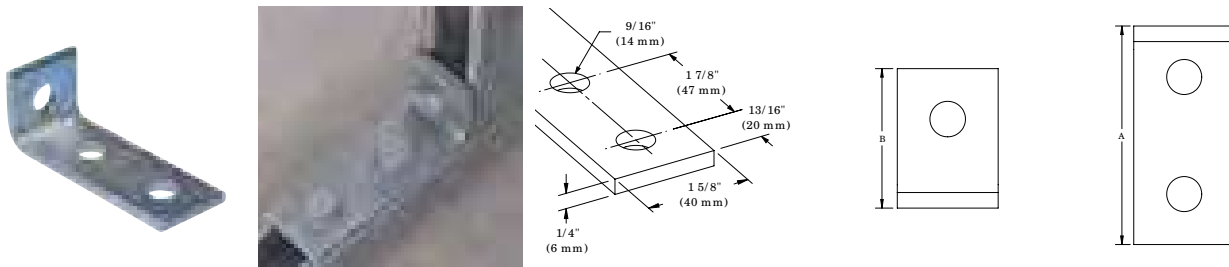 9/16"
(14 mm)
1 7/8"
(47 mm)
13/16"
(20 mm)
1 5/8"
(40 mm)
1/4"
(6 mm)
B
A